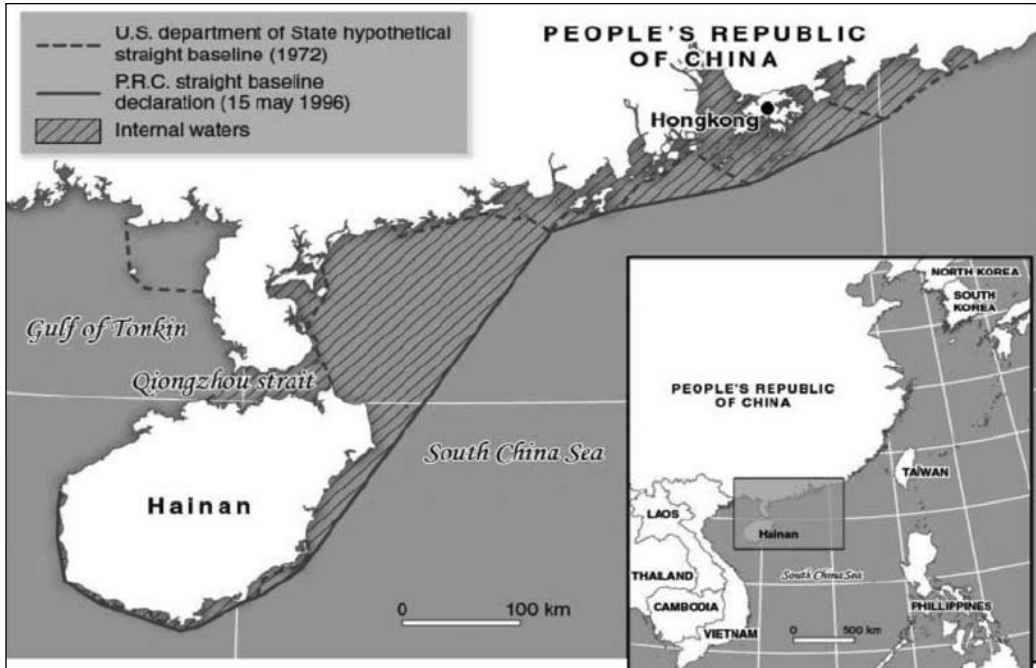 U.S. department of State hypothetical
straight baseline (1972)
P.R.C. straight baseline
declaration (15 may 1996)
Internal waters
PEOPLE'S REPUBLIC
OF CHINA
Hongkong
Gulf of Tonkin
Qiongzhou strait
South China Sea
Hainan
0 100 km
NORTH KOREA
SOUTH
KOREA
PEOPLE'S REPUBLIC
OF CHINA
TAIWAN
LAOS
Hainan
THAILAND
South China Sea
CAMBODIA
PHILLIPPINES
VIETNAM
0 500 km